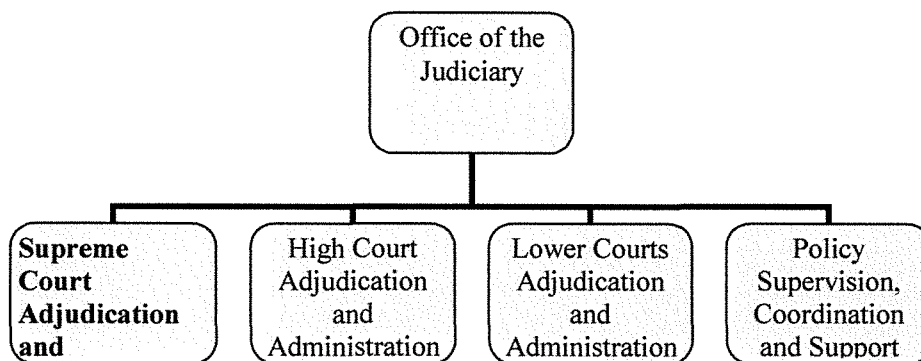 Office of the
Judiciary
Supreme
Court
Adjudication
and
High Court
Adjudication
and
Administration
Lower Courts
Adjudication
and
Administration
Policy
Supervision,
Coordination
and Support